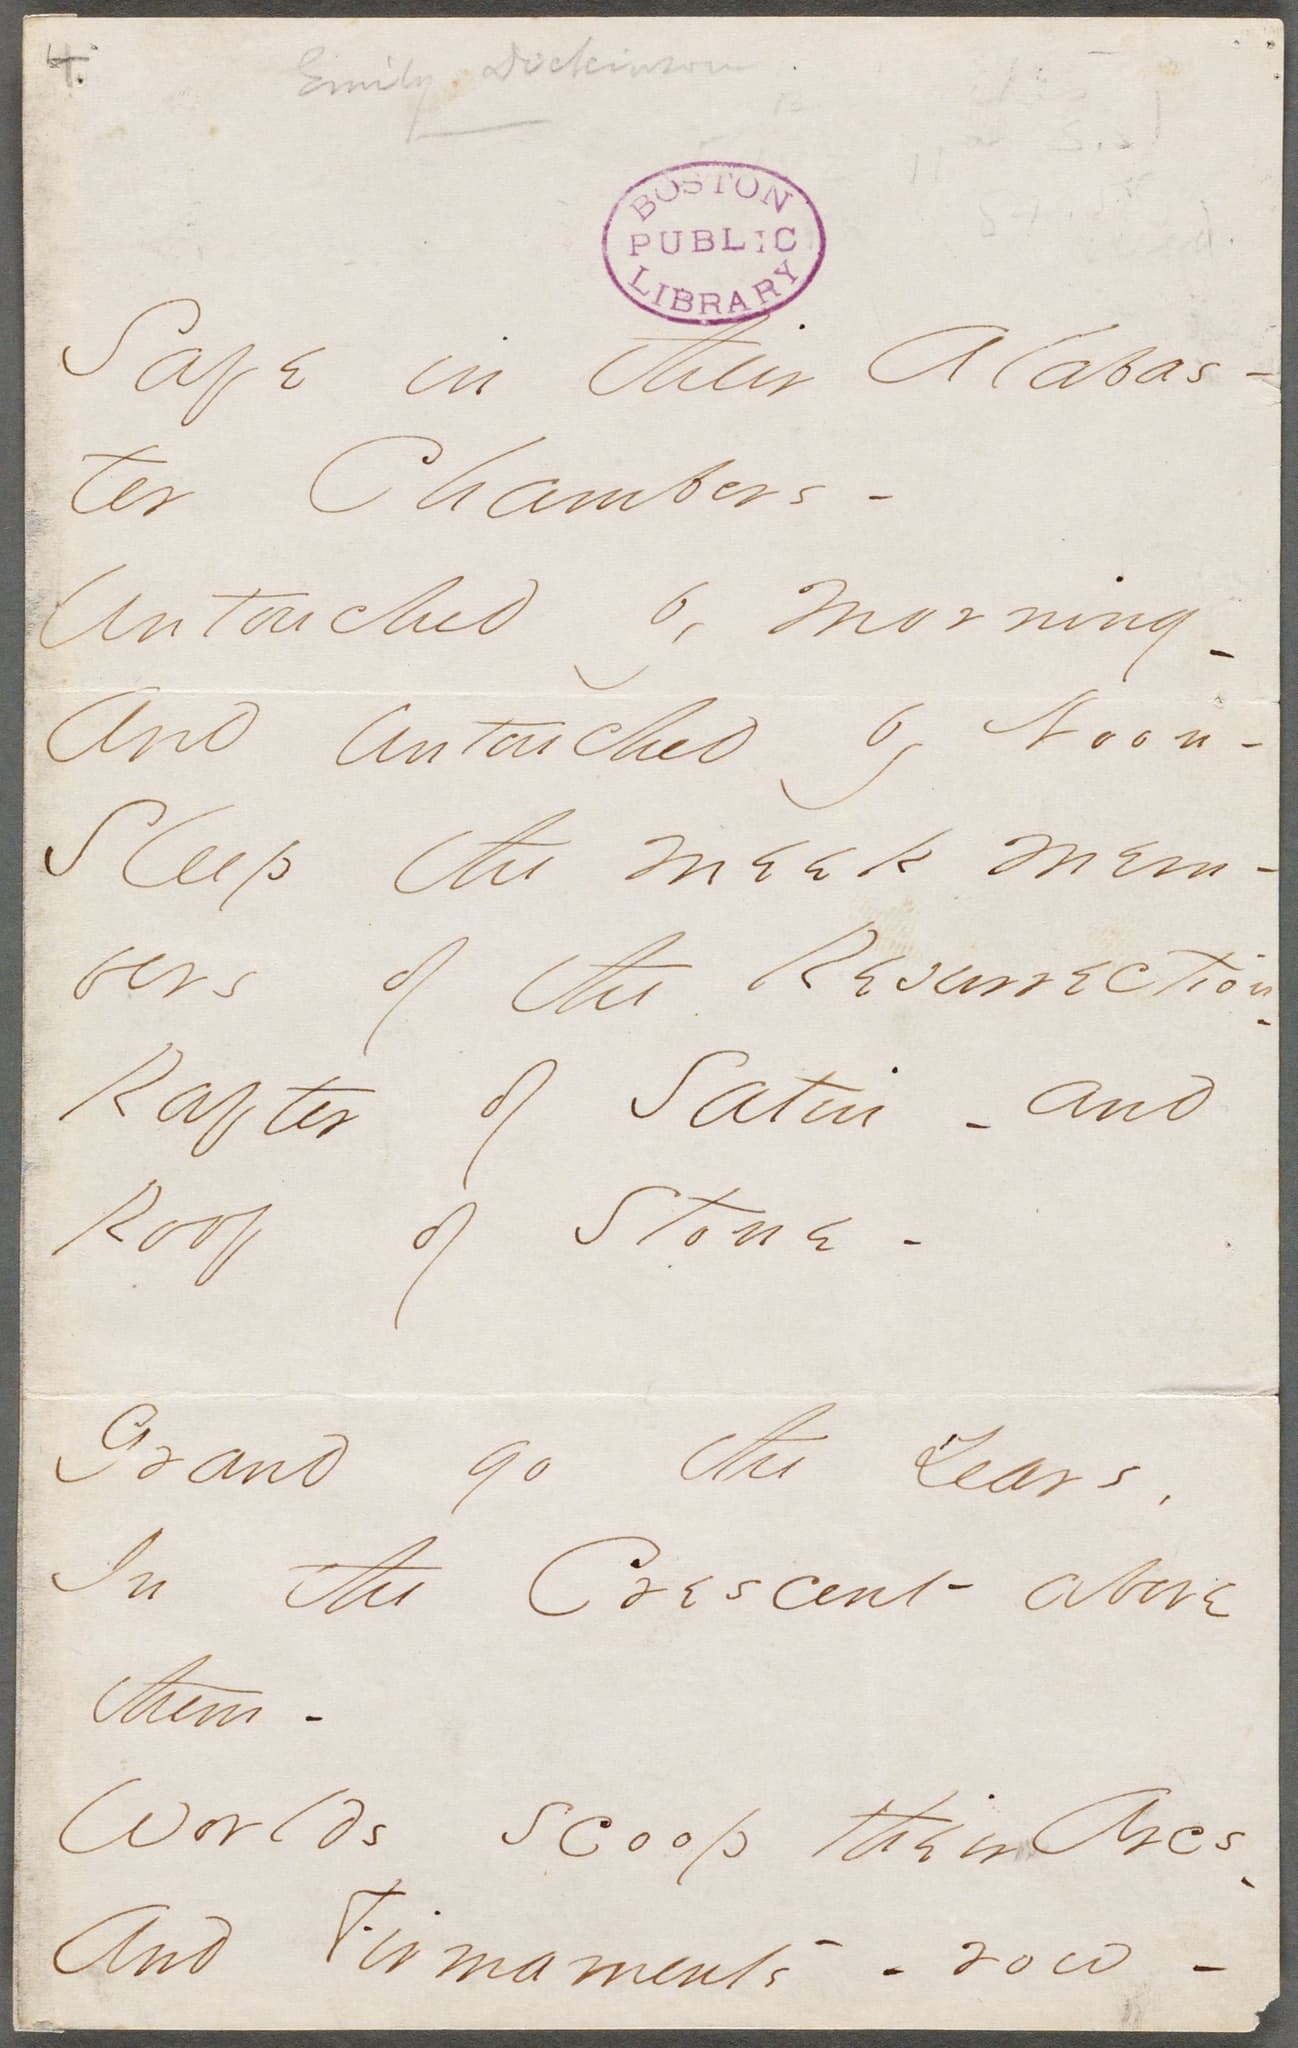 4.
Emily Dickinson.
BOSTON
PUBLIC
LIBRARY
Safe in their Alabas-
ter Chambers -
Untouched by Morning -
And Untouched by Noon -
Sleep the meek mem-
bers of the Resurrection -
Rafter of Satin - and
Roof of Stone -
Grand go the Years,
In the Crescent above
them -
Worlds scoop their Arcs -
And Firmaments - row -